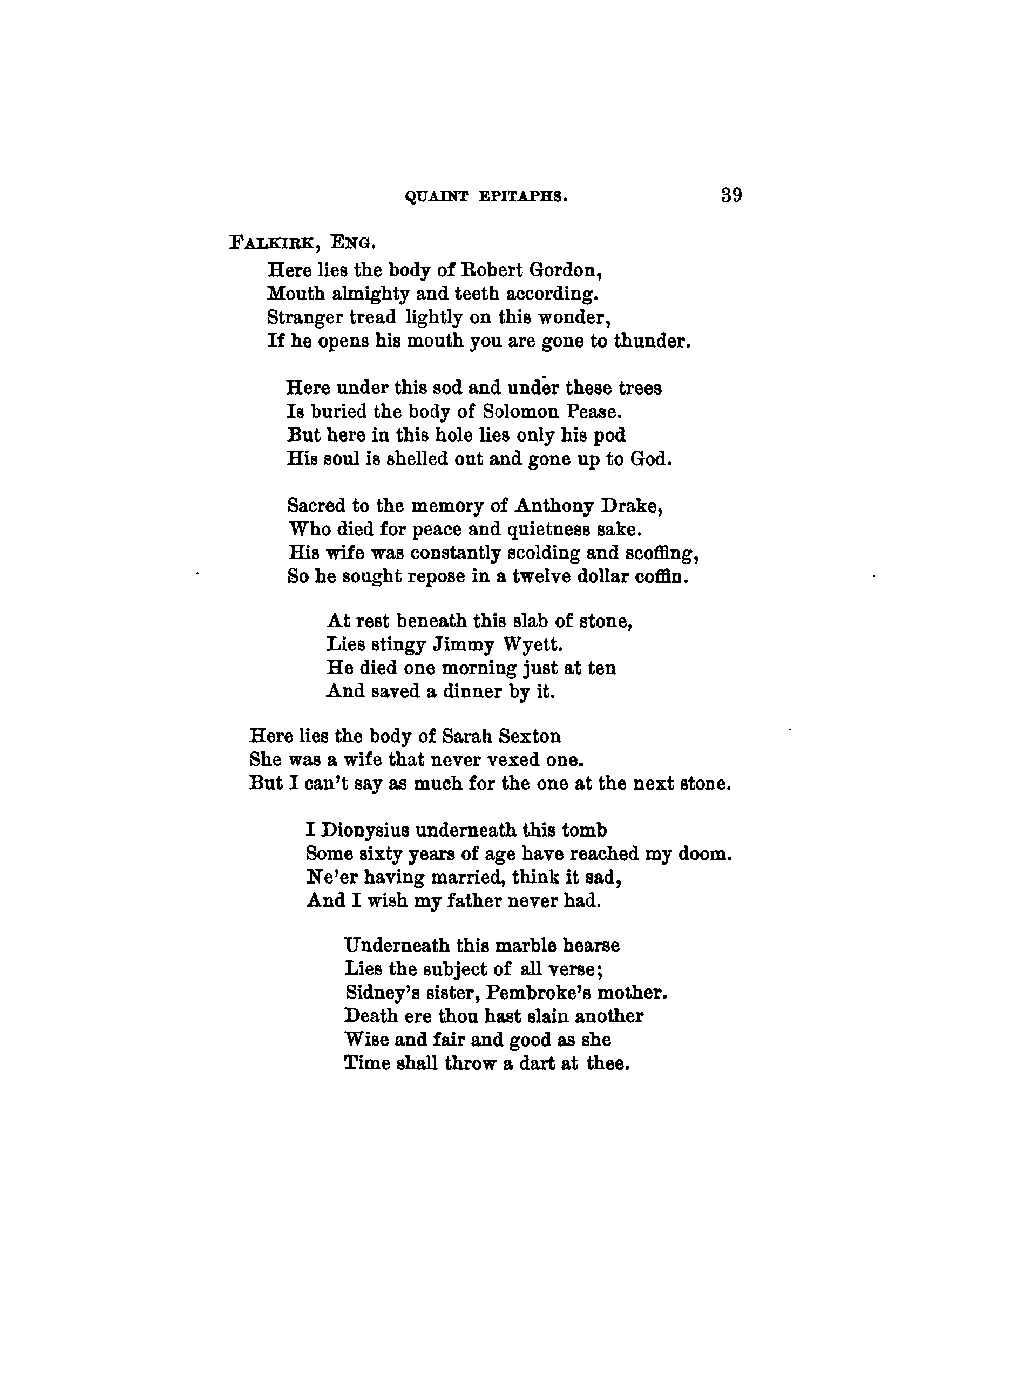 QUAINT EPITAPHS. 39
FALKIRK, ENG.
Here lies the body of Robert Gordon,
Mouth almighty and teeth according.
Stranger tread lightly on this wonder,
If he opens his mouth you are gone to thunder.
Here under this sod and under these trees
Is buried the body of Solomon Pease.
But here in this hole lies only his pod
His soul is shelled out and gone up to God.
Sacred to the memory of Anthony Drake,
Who died for peace and quietness sake.
His wife was constantly scolding and scoffing,
So he sought repose in a twelve dollar coffin.
At rest beneath this slab of stone,
Lies stingy Jimmy Wyett.
He died one morning just at ten
And saved a dinner by it.
Here lies the body of Sarah Sexton
She was a wife that never vexed one.
But I can't say as much for the one at the next stone.
I Dionysius underneath this tomb
Some sixty years of age have reached my doom.
Ne'er having married, think it sad,
And I wish my father never had.
Underneath this marble hearse
Lies the subject of all verse;
Sidney's sister, Pembroke's mother.
Death ere thou hast slain another
Wise and fair and good as she
Time shall throw a dart at thee.